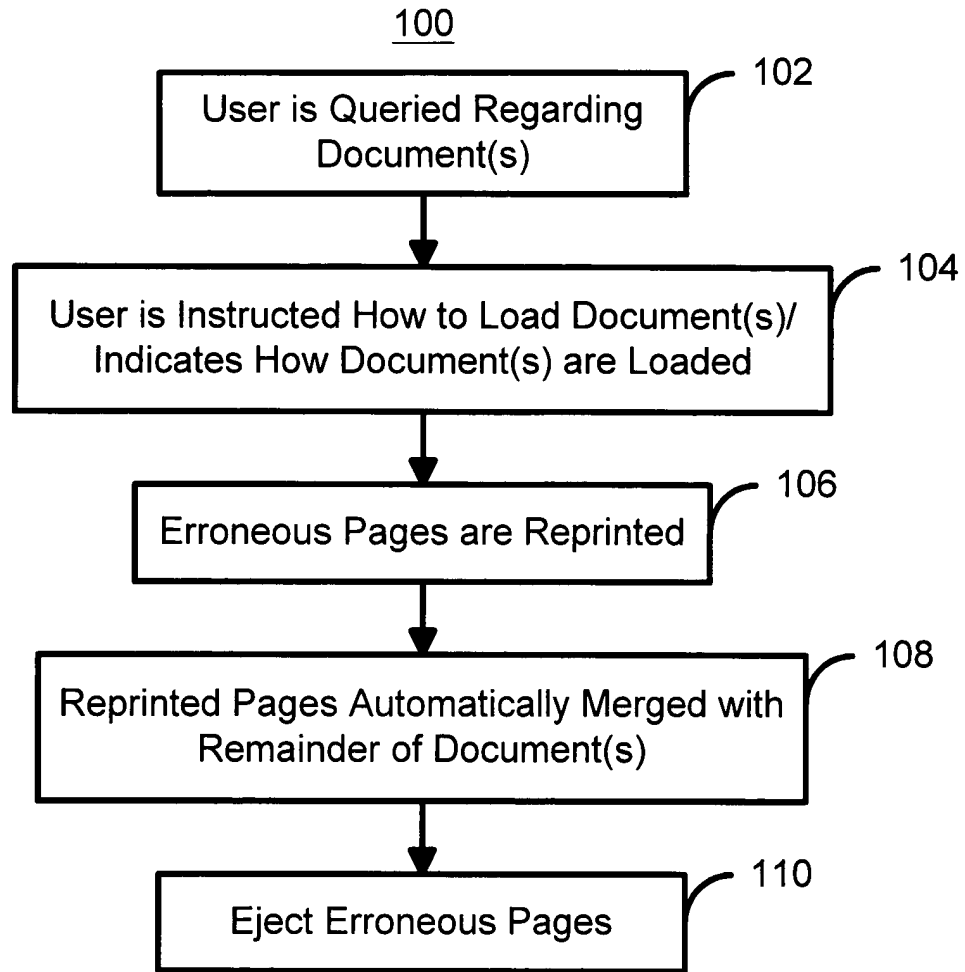 100
102
User is Queried Regarding
Document(s)
104
User is Instructed How to Load Document(s)/
Indicates How Document(s) are Loaded
106
Erroneous Pages are Reprinted
108
Reprinted Pages Automatically Merged with
Remainder of Document(s)
110
Eject Erroneous Pages